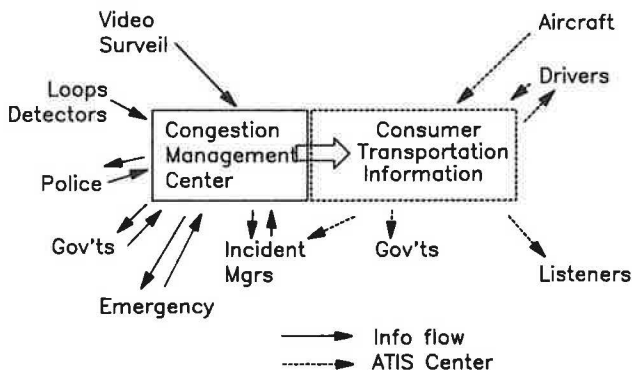 Video
Surveil
Aircraft
Drivers
Loops
Detectors
Congestion
Management
Center
Consumer
Transportation
Information
Police
Gov'ts
Incident
Mgrs
Gov'ts
Listeners
Emergency
Info flow
ATIS Center